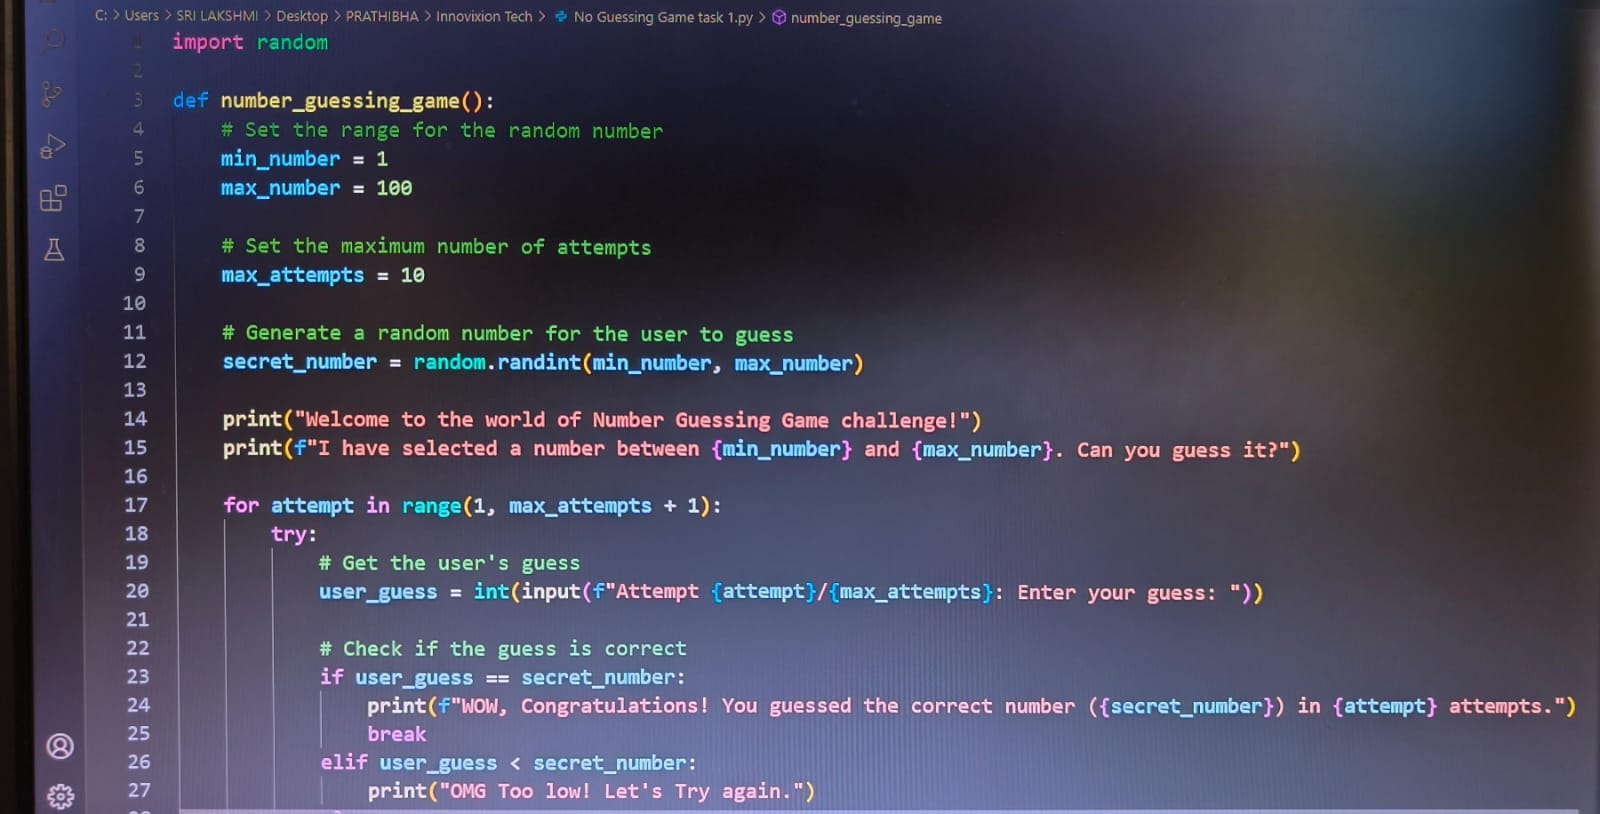 C: > Users > SRI LAKSHMI > Desktop > PRATHIBHA > Innovixion Tech > No Guessing Game task 1.py > number_guessing_game
1 import random
2
3 def number_guessing_game():
4 # Set the range for the random number
5 min_number = 1
6 max_number = 100
7
8 # Set the maximum number of attempts
9 max_attempts = 10
10
11 # Generate a random number for the user to guess
12 secret_number = random.randint(min_number, max_number)
13
14 print("Welcome to the world of Number Guessing Game challenge!")
15 print(f"I have selected a number between {min_number} and {max_number}. Can you guess it?")
16
17 for attempt in range(1, max_attempts + 1):
18 try:
19 # Get the user's guess
20 user_guess = int(input(f"Attempt {attempt}/{max_attempts}: Enter your guess: "))
21
22 # Check if the guess is correct
23 if user_guess == secret_number:
24 print(f"WOW, Congratulations! You guessed the correct number ({secret_number}) in {attempt} attempts.")
25 break
26 elif user_guess < secret_number:
27 print("OMG Too low! Let's Try again.")